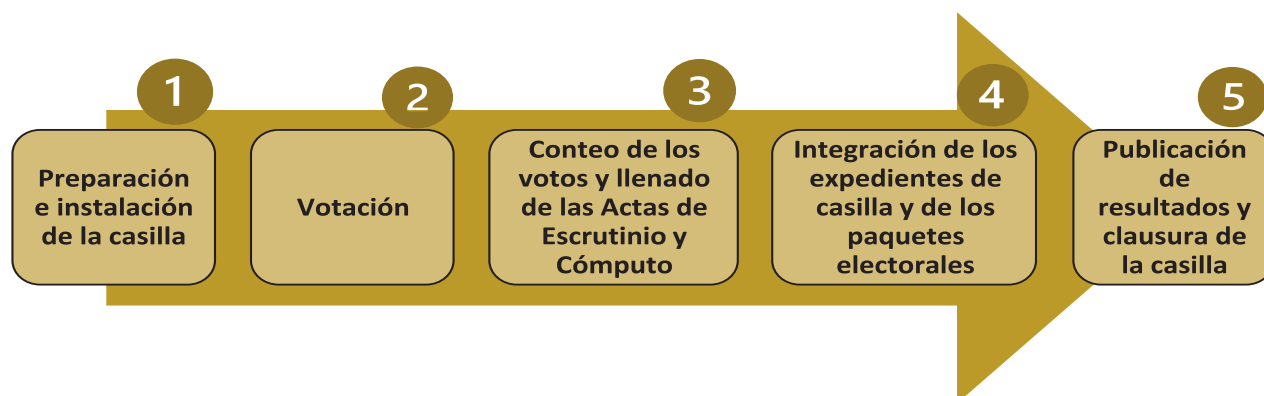 1
Preparación
e instalación
de la casilla
2
Votación
3
Conteo de los
votos y llenado
de las Actas de
Escrutinio y
Cómputo
4
Integración de los
expedientes de
casilla y de los
paquetes
electorales
5
Publicación
de
resultados y
clausura de
la casilla